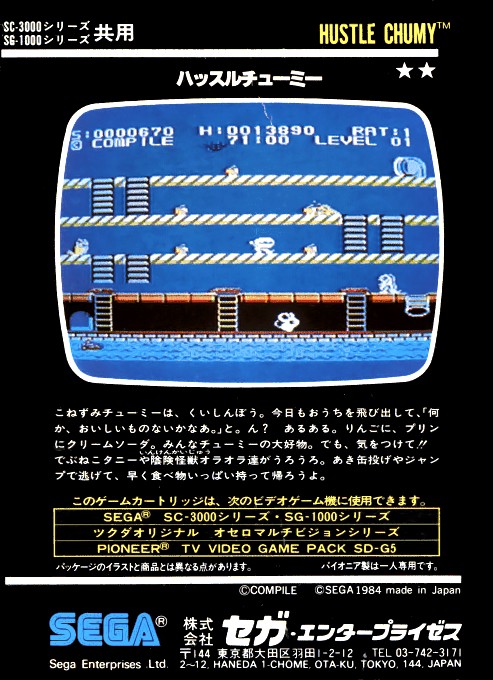 SC-3000シリーズ
SG-1000シリーズ 共用
HUSTLE CHUMY™
ハッスルチューミー
★★
S:0000670 H:0013890 RAT:1
© COMPILE 71:00 LEVEL 01
こねずみチューミーは、くいしんぼう。今日もおうちを飛び出して、「何
か、おいしいものないかなあ。」と。ん? あるある。りんごに、プリン
にクリームソーダ。みんなチューミーの大好物。でも、気をつけて!!
でぶねこタニーや陰険怪獣オラオラ達がうろうろ。あき缶投げやジャン
いんけんかいじゅう
プで逃げて、早く食べ物いっぱい持って帰ろうよ。
このゲームカートリッジは、次のビデオゲーム機に使用できます。
SEGA® SC-3000シリーズ・SG-1000シリーズ
ツクダオリジナル オセロマルチビジョンシリーズ
PIONEER® TV VIDEO GAME PACK SD-G5
パッケージのイラストと商品とは異なる点があります。
パイオニア製は一人専用です。
©COMPILE ©SEGA 1984 made in Japan
SEGA®
Sega Enterprises ,Ltd.
株式会社 セガ・エンタープライゼス
〒144 東京都大田区羽田1-2-12 TEL 03-742-3171
2~12, HANEDA 1-CHOME, OTA-KU, TOKYO, 144, JAPAN